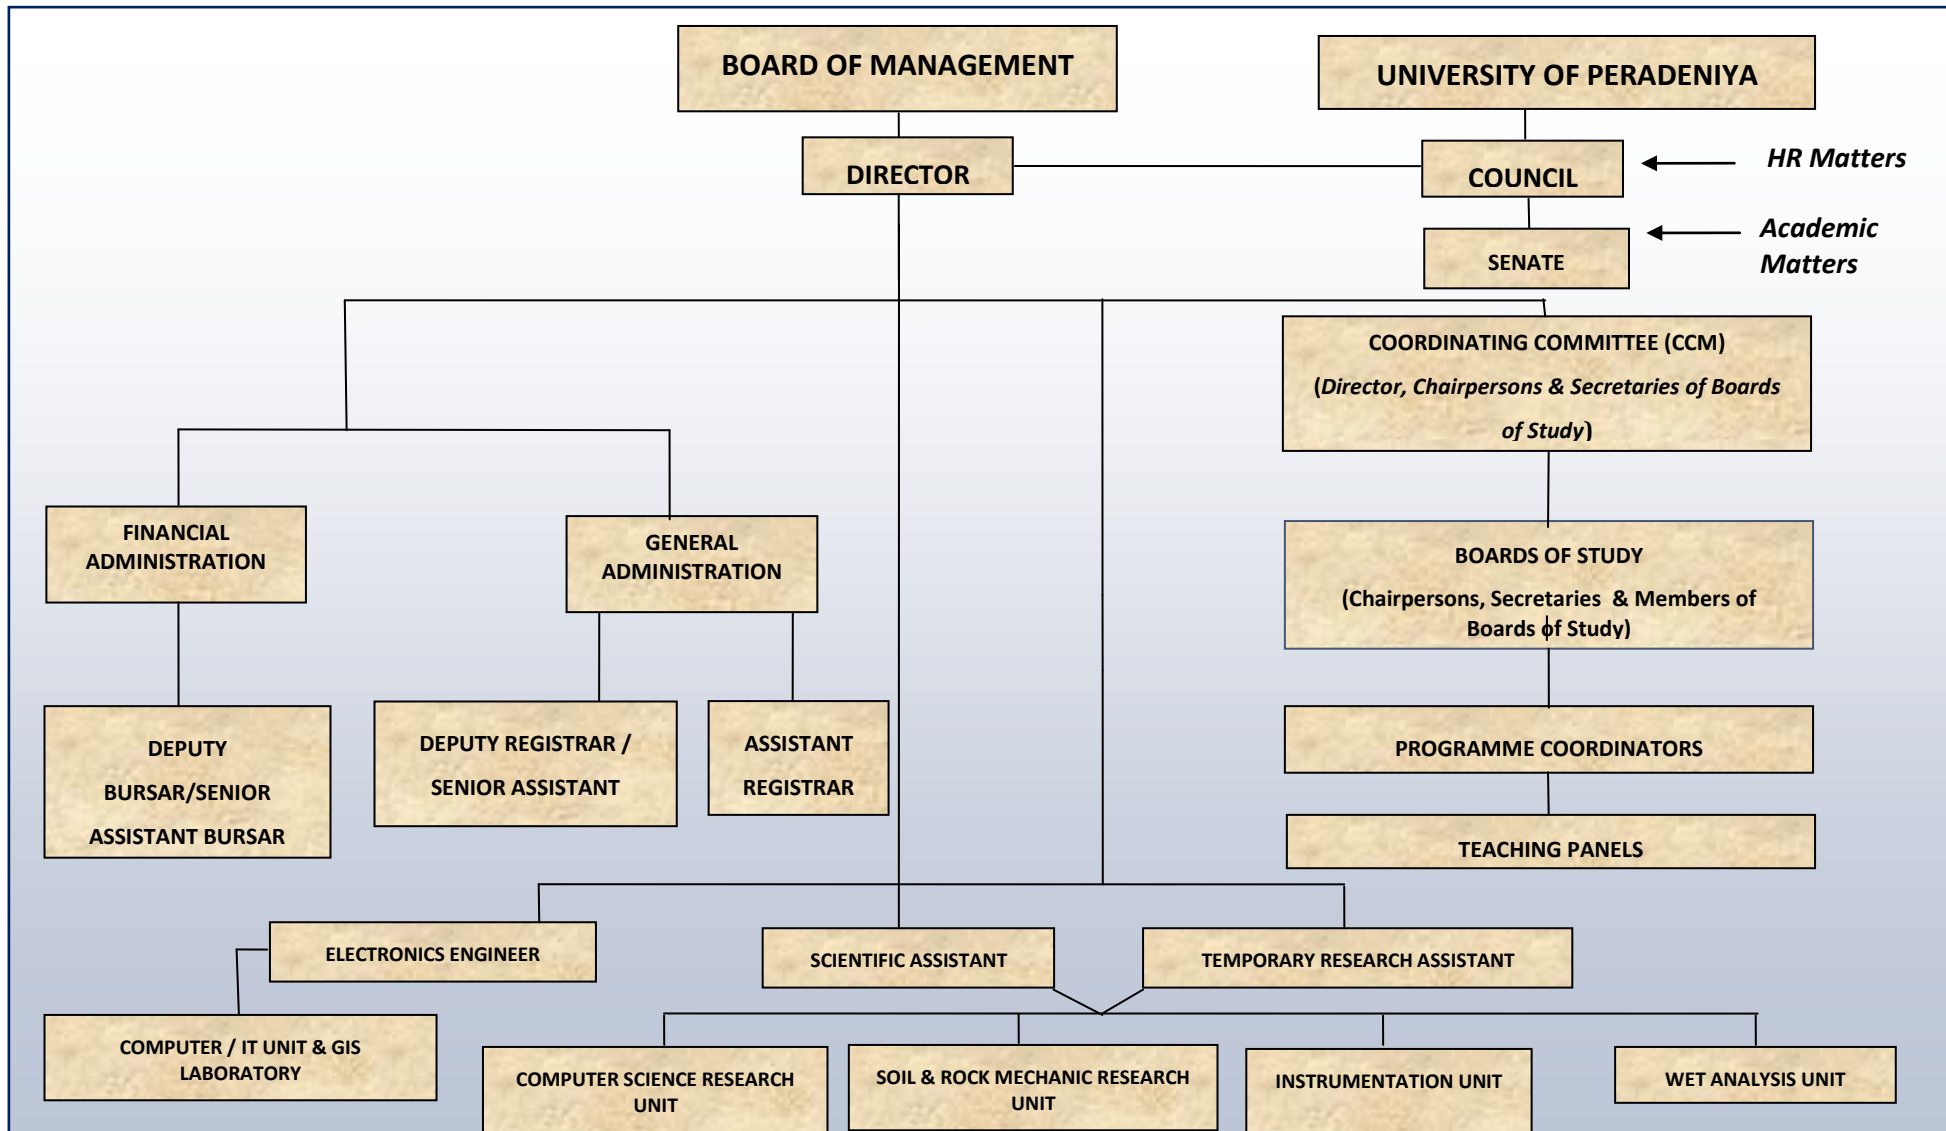 BOARD OF MANAGEMENT
UNIVERSITY OF PERADENIYA
DIRECTOR
COUNCIL
HR Matters
SENATE
Academic
Matters
COORDINATING COMMITTEE (CCM)
(Director, Chairpersons & Secretaries of Boards
of Study)
FINANCIAL
ADMINISTRATION
GENERAL
ADMINISTRATION
BOARDS OF STUDY
(Chairpersons, Secretaries & Members of
Boards of Study)
DEPUTY
BURSAR/SENIOR
ASSISTANT BURSAR
DEPUTY REGISTRAR /
SENIOR ASSISTANT
ASSISTANT
REGISTRAR
PROGRAMME COORDINATORS
TEACHING PANELS
ELECTRONICS ENGINEER
SCIENTIFIC ASSISTANT
TEMPORARY RESEARCH ASSISTANT
COMPUTER / IT UNIT & GIS
LABORATORY
COMPUTER SCIENCE RESEARCH
UNIT
SOIL & ROCK MECHANIC RESEARCH
UNIT
INSTRUMENTATION UNIT
WET ANALYSIS UNIT